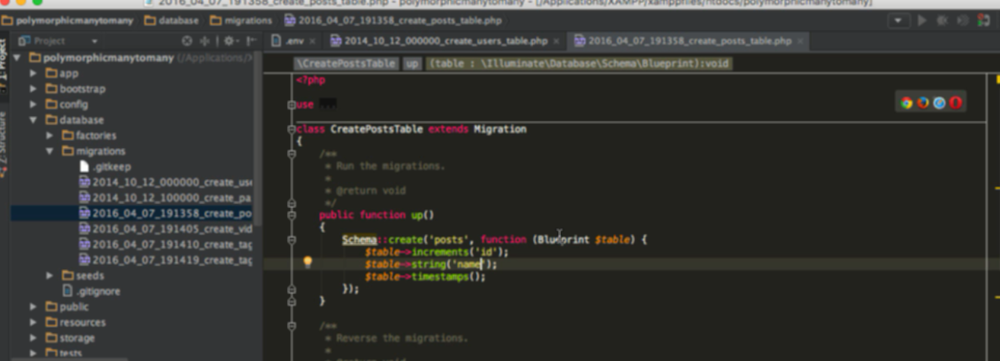 2016_04_07_191358_create_posts_table.php - polymorphicmanytomany - [/Applications/XAMPP/xamppfiles/htdocs/polymorphicmanytomany]
polymorphicmanytomany database migrations 2016_04_07_191358_create_posts_table.php
1: Project
Z: Structure
Project
polymorphicmanytomany (/Applications/X
app
bootstrap
config
database
factories
migrations
.gitkeep
2014_10_12_000000_create_use
2014_10_12_100000_create_pa
2016_04_07_191358_create_po
2016_04_07_191405_create_vid
2016_04_07_191410_create_tag
2016_04_07_191419_create_tag
seeds
.gitignore
public
resources
storage
tests
.env 2014_10_12_000000_create_users_table.php 2016_04_07_191358_create_posts_table.php
\CreatePostsTable up (table : \Illuminate\Database\Schema\Blueprint):void
<?php
use ...
class CreatePostsTable extends Migration
{
/**
* Run the migrations.
*
* @return void
*/
public function up()
{
Schema::create('posts', function (Blueprint $table) {
$table->increments('id');
$table->string('name');
$table->timestamps();
});
}
/**
* Reverse the migrations.
*
* @return void